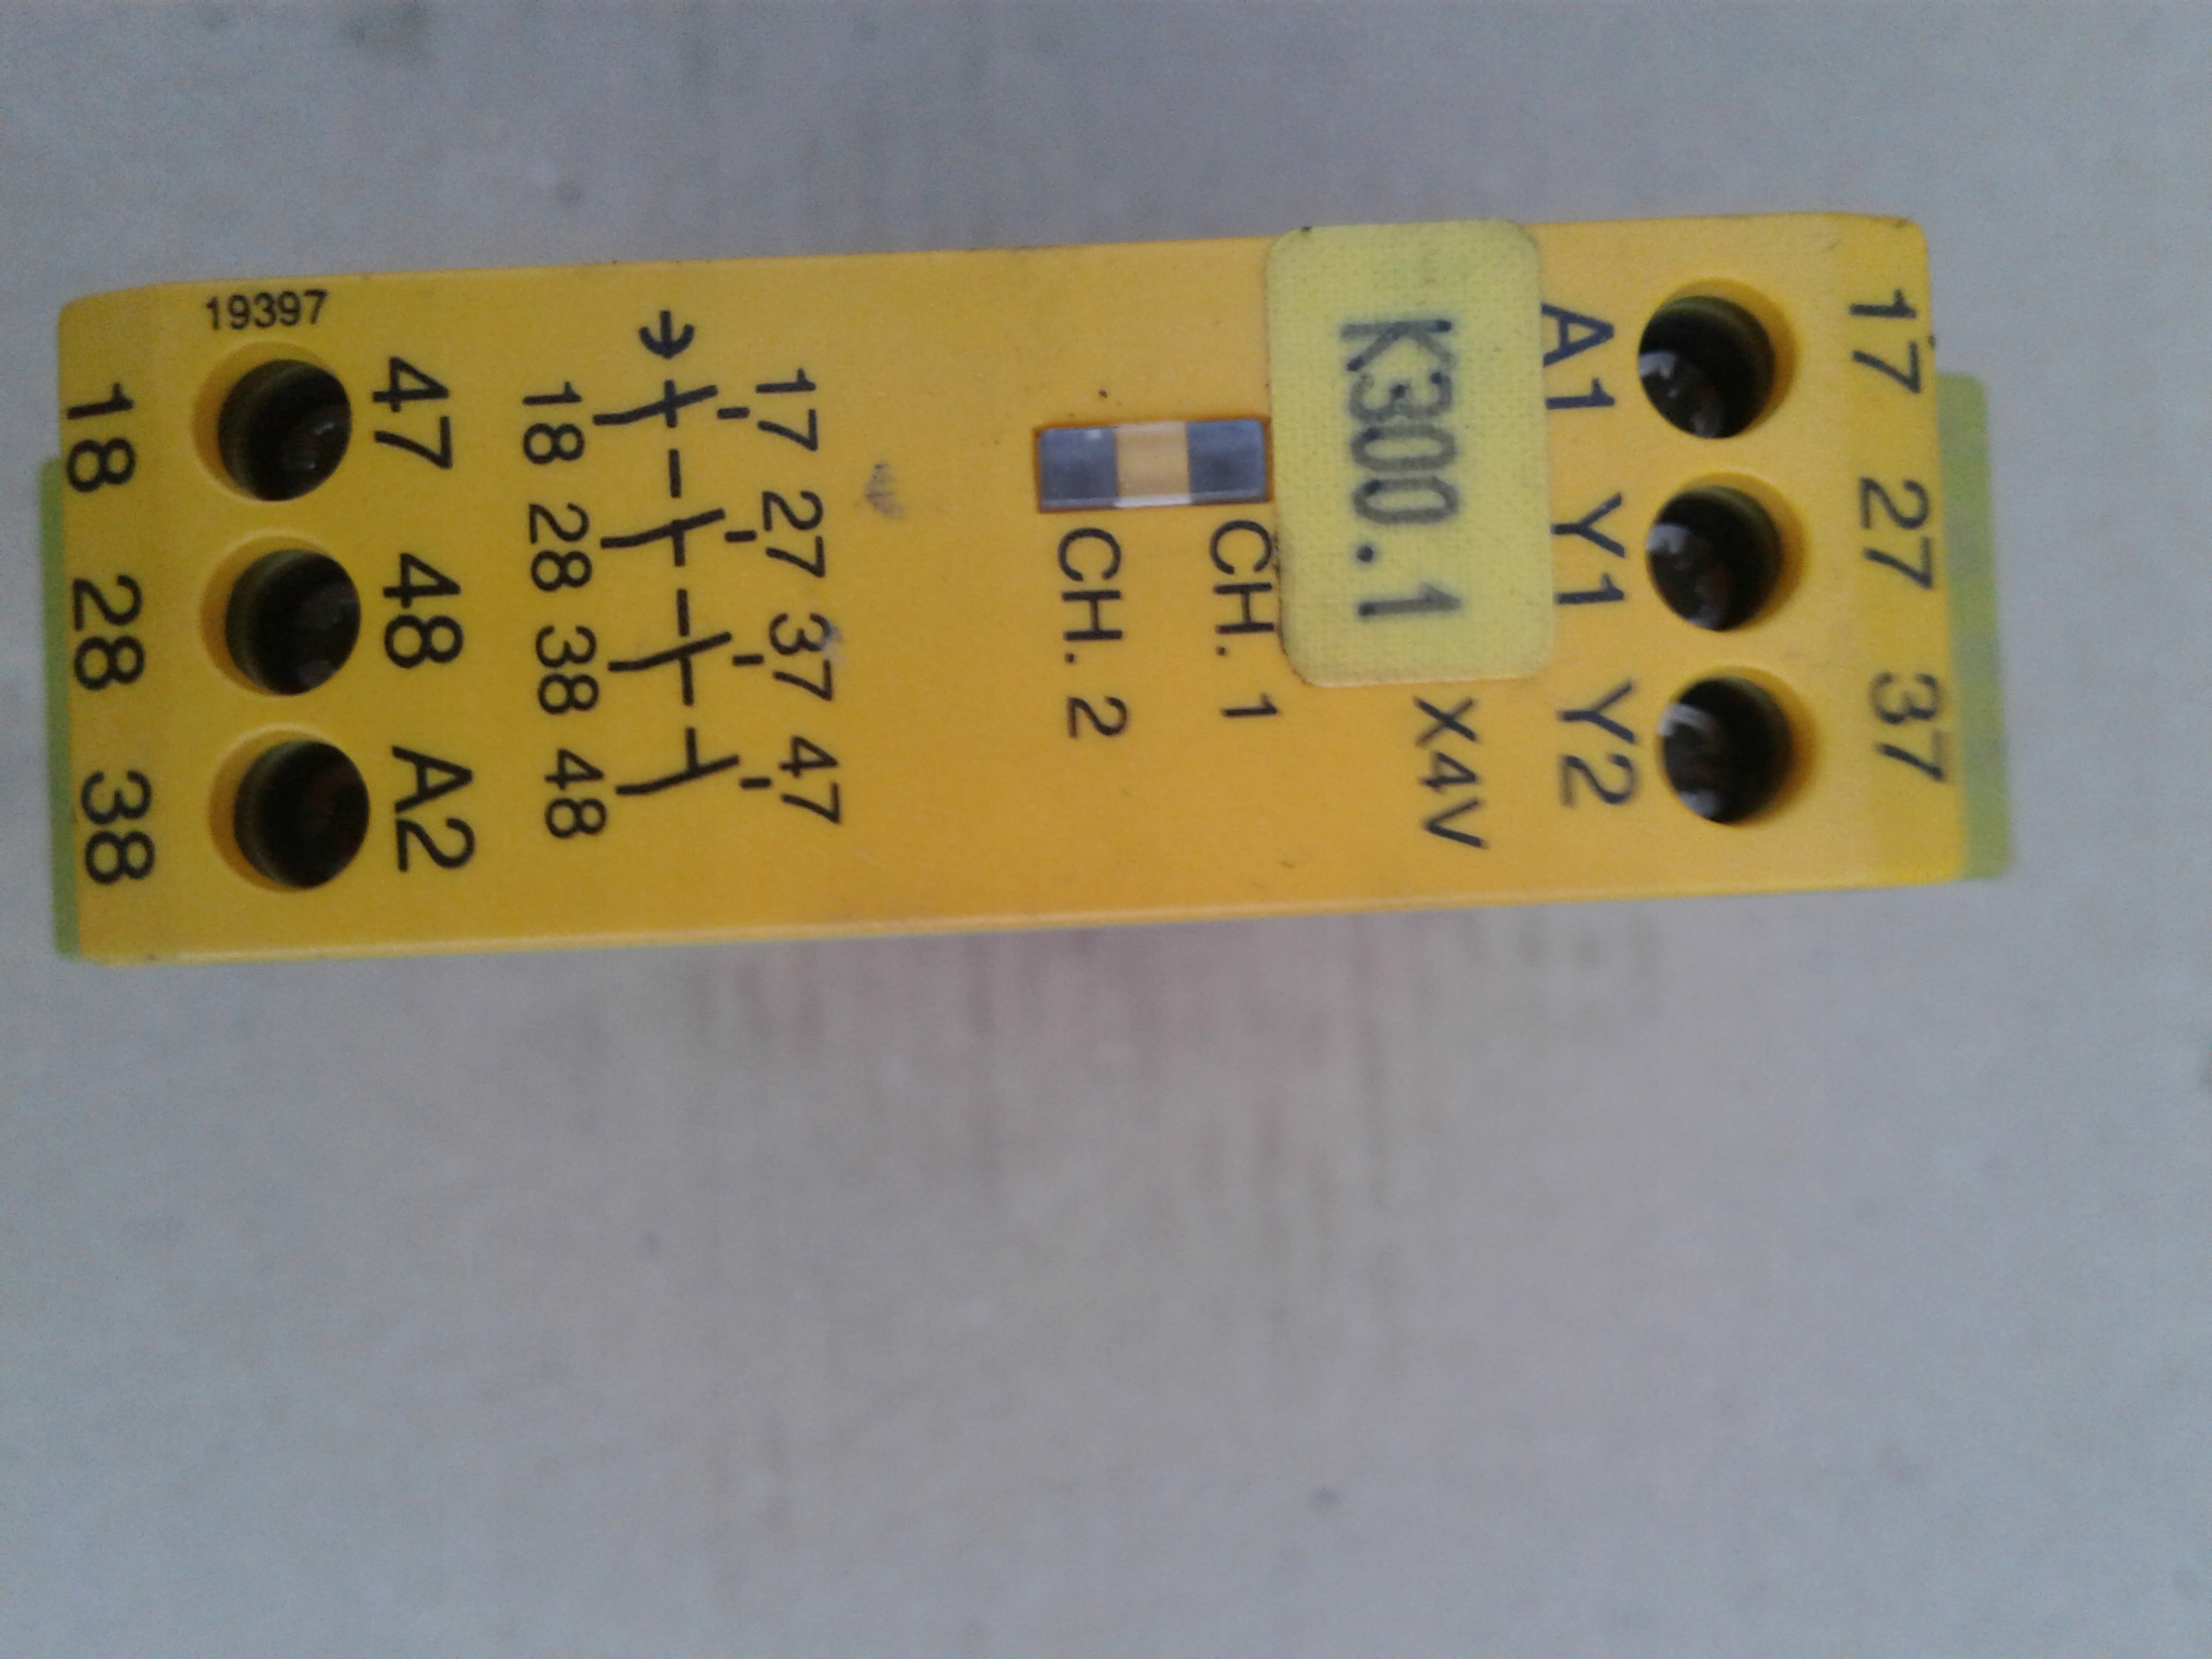 17 27 37
A1 Y1 Y2
K300.1
X4V
CH. 1
CH. 2
17 27 37 47
18 28 38 48
47 48 A2
19397
18 28 38